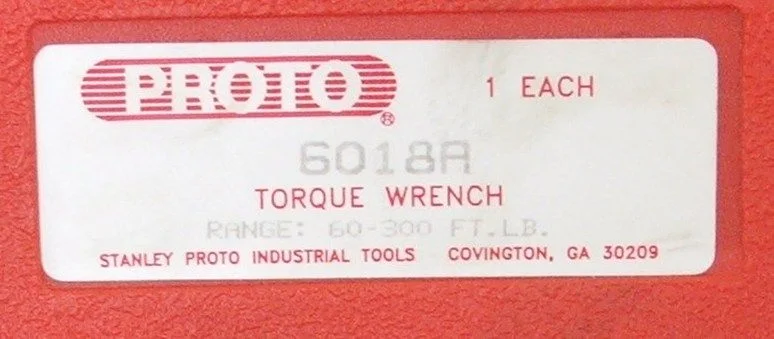 PROTO® 1 EACH
6018A
TORQUE WRENCH
RANGE: 60-300 FT.LB.
STANLEY PROTO INDUSTRIAL TOOLS COVINGTON, GA 30209